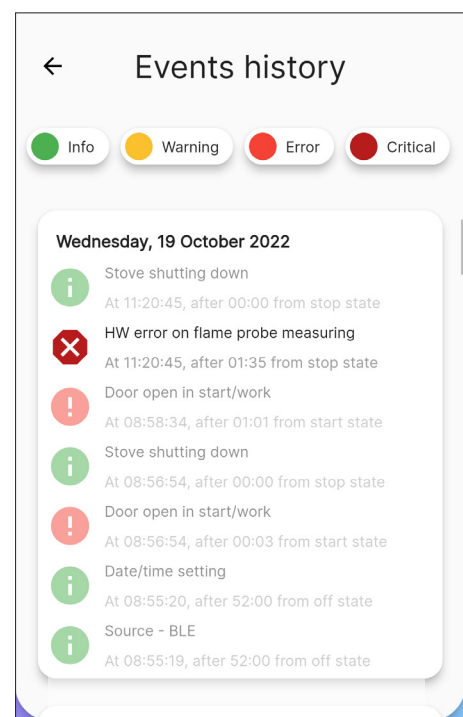 Events history
Info Warning Error Critical
Wednesday, 19 October 2022
Stove shutting down
At 11:20:45, after 00:00 from stop state
HW error on flame probe measuring
At 11:20:45, after 01:35 from stop state
Door open in start/work
At 08:58:34, after 01:01 from start state
Stove shutting down
At 08:56:54, after 00:00 from stop state
Door open in start/work
At 08:56:54, after 00:03 from start state
Date/time setting
At 08:55:20, after 52:00 from off state
Source - BLE
At 08:55:19, after 52:00 from off state